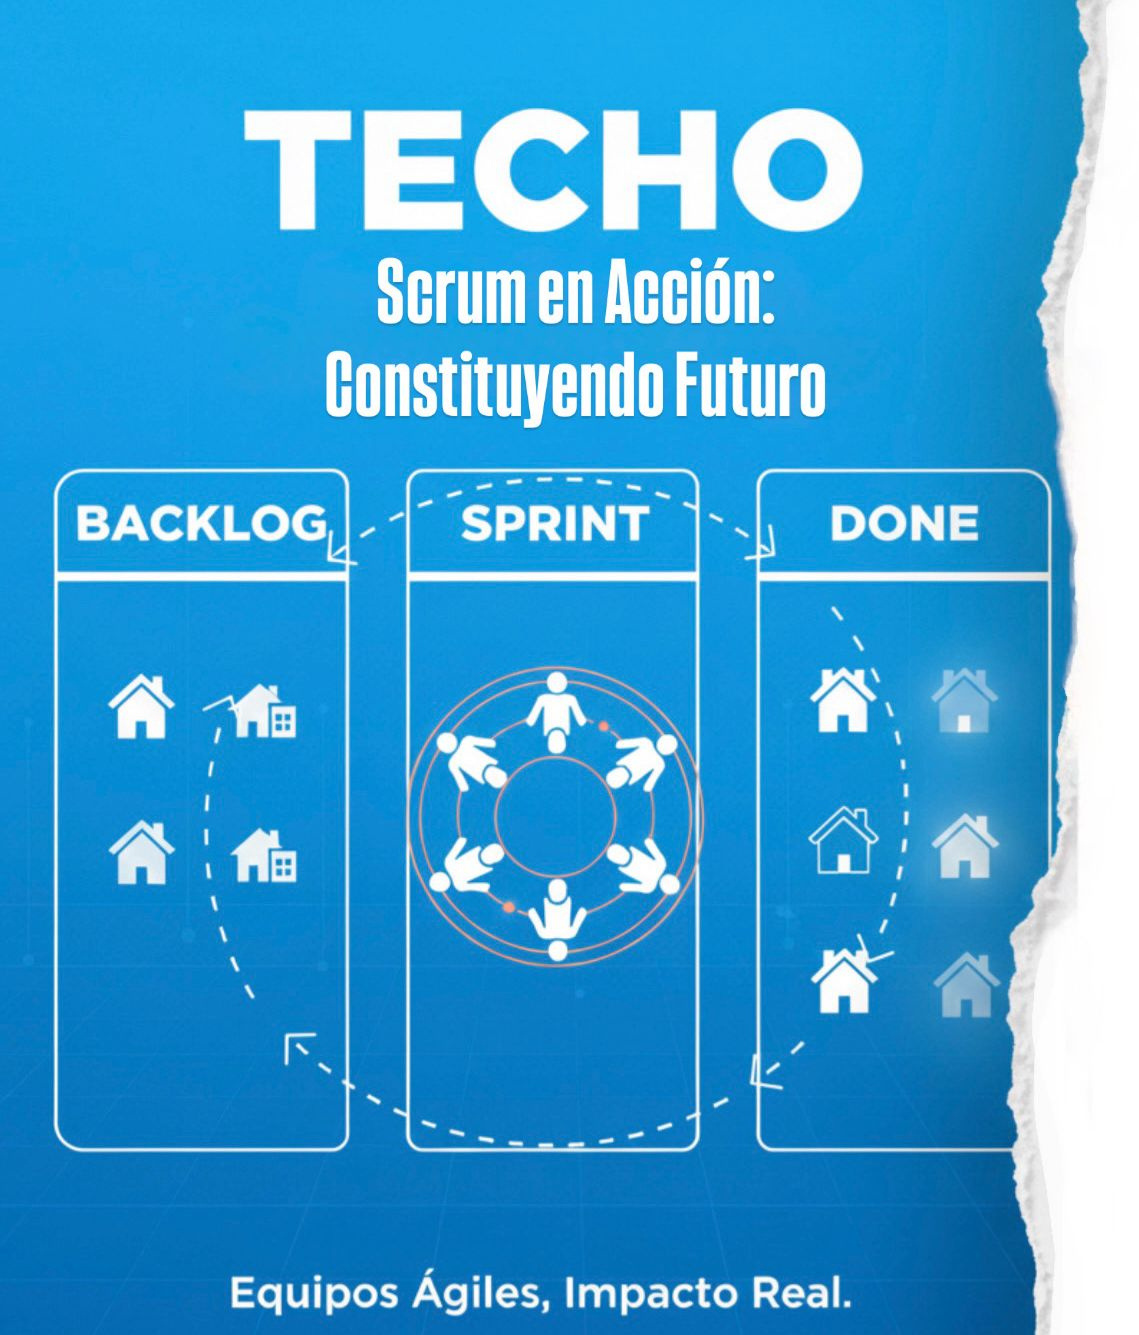 TECHO
Scrum en Acción:
Constituyendo Futuro
BACKLOG
SPRINT
DONE
Equipos Ágiles, Impacto Real.